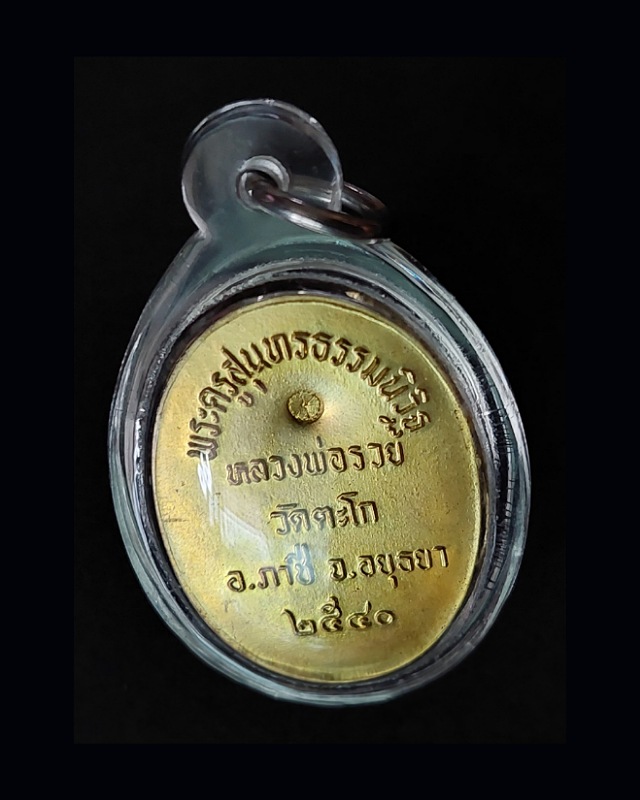 พระครูสุนทรธรรมนิวิฐ
หลวงพ่อรวย
วัดตะโก
อ.ภาชี จ.อยุธยา
๒๕๔๐